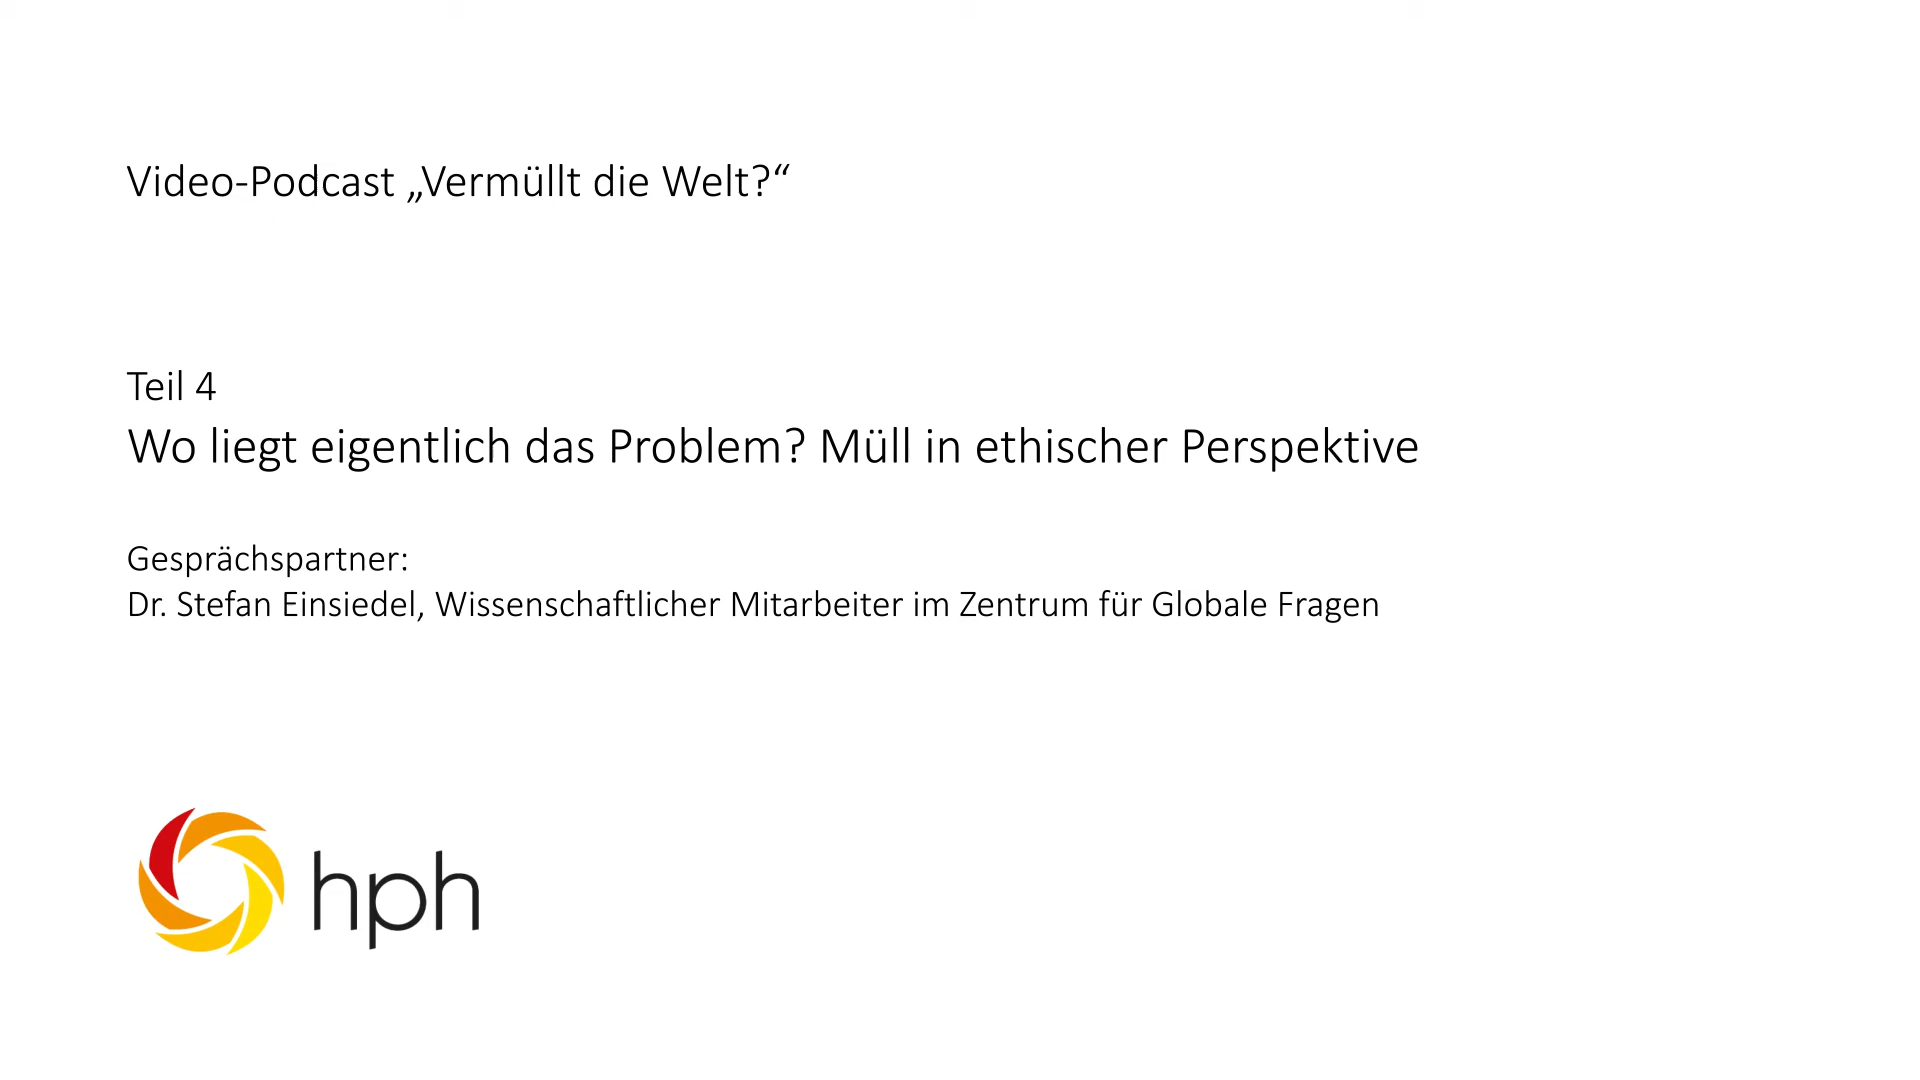 Video-Podcast „Vermüllt die Welt?“
Teil 4
Wo liegt eigentlich das Problem? Müll in ethischer Perspektive
Gesprächspartner:
Dr. Stefan Einsiedel, Wissenschaftlicher Mitarbeiter im Zentrum für Globale Fragen
hph